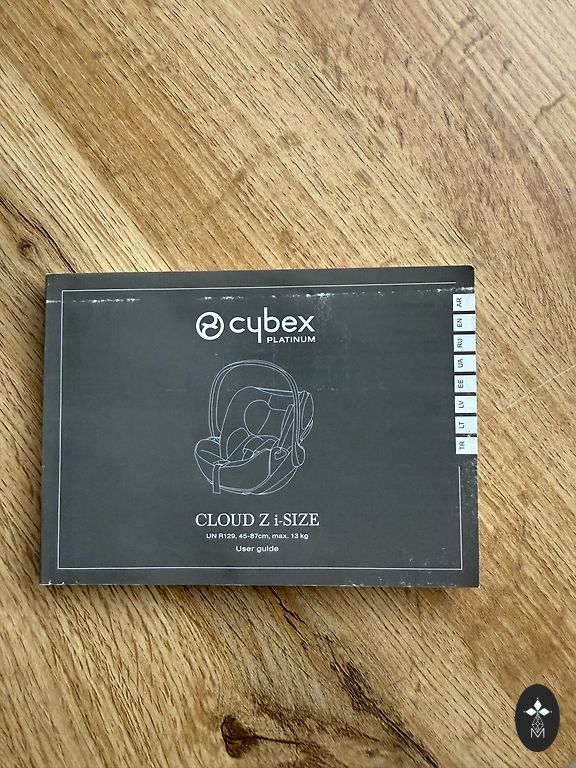 cybex
PLATINUM
CLOUD Z i-SIZE
UN R129, 45-87cm, max. 13 kg
User guide
AR
EN
RU
UA
EE
LV
LT
TR